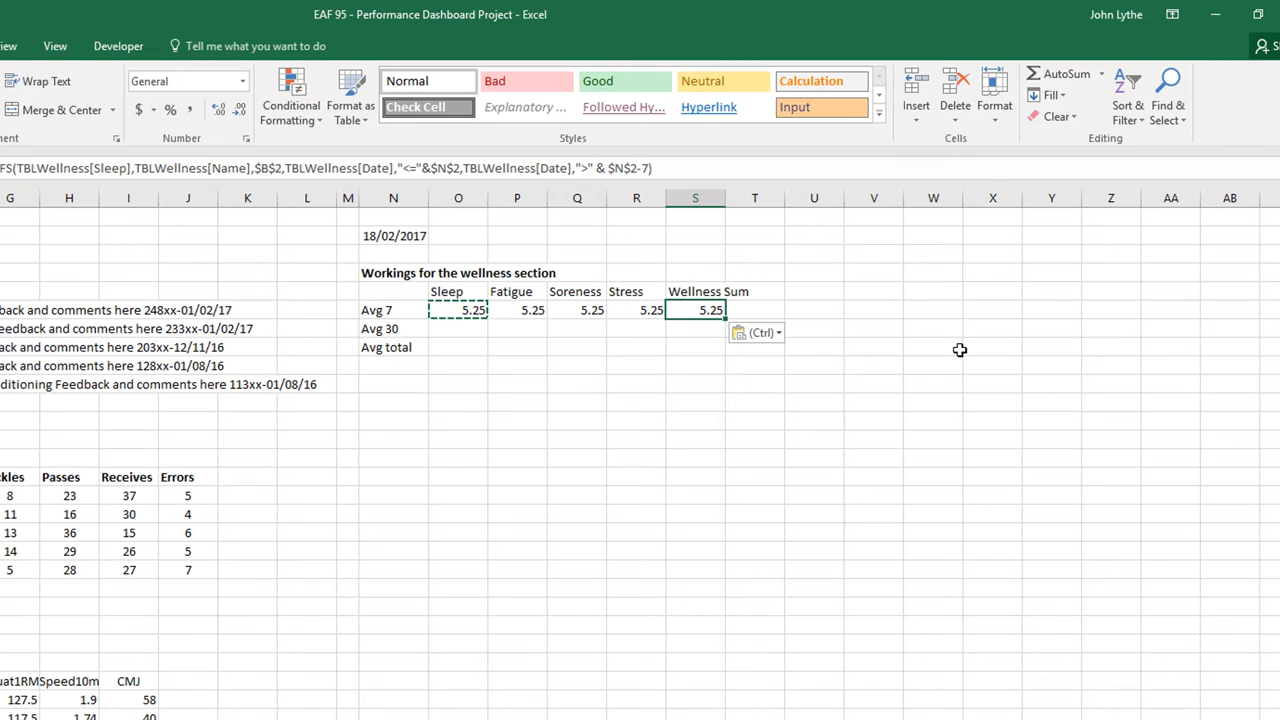 EAF 95 - Performance Dashboard Project - Excel
John Lythe
View
Developer
Tell me what you want to do
Wrap Text
Merge & Center
General
$ % ,
Number
Conditional Formatting
Format as Table
Normal
Bad
Good
Neutral
Calculation
Check Cell
Explanatory ...
Followed Hy...
Hyperlink
Input
Styles
Insert
Delete
Format
Cells
AutoSum
Fill
Clear
Sort & Filter
Find & Select
Editing
FS(TBLWellness[Sleep],TBLWellness[Name],$B$2,TBLWellness[Date],"<="&$N$2,TBLWellness[Date],">" & $N$2-7)
G H I J K L M N O P Q R S T U V W X Y Z AA AB
18/02/2017
Workings for the wellness section
Sleep Fatigue Soreness Stress Wellness Sum
back and comments here 248xx-01/02/17 Avg 7 5.25 5.25 5.25 5.25 5.25
eedback and comments here 233xx-01/02/17 Avg 30
(Ctrl)
ack and comments here 203xx-12/11/16 Avg total
ack and comments here 128xx-01/08/16
ditioning Feedback and comments here 113xx-01/08/16
ckles Passes Receives Errors
8 23 37 5
11 16 30 4
13 36 15 6
14 29 26 5
5 28 27 7
uat1RM Speed10m CMJ
127.5 1.9 58
117.5 1.74 40